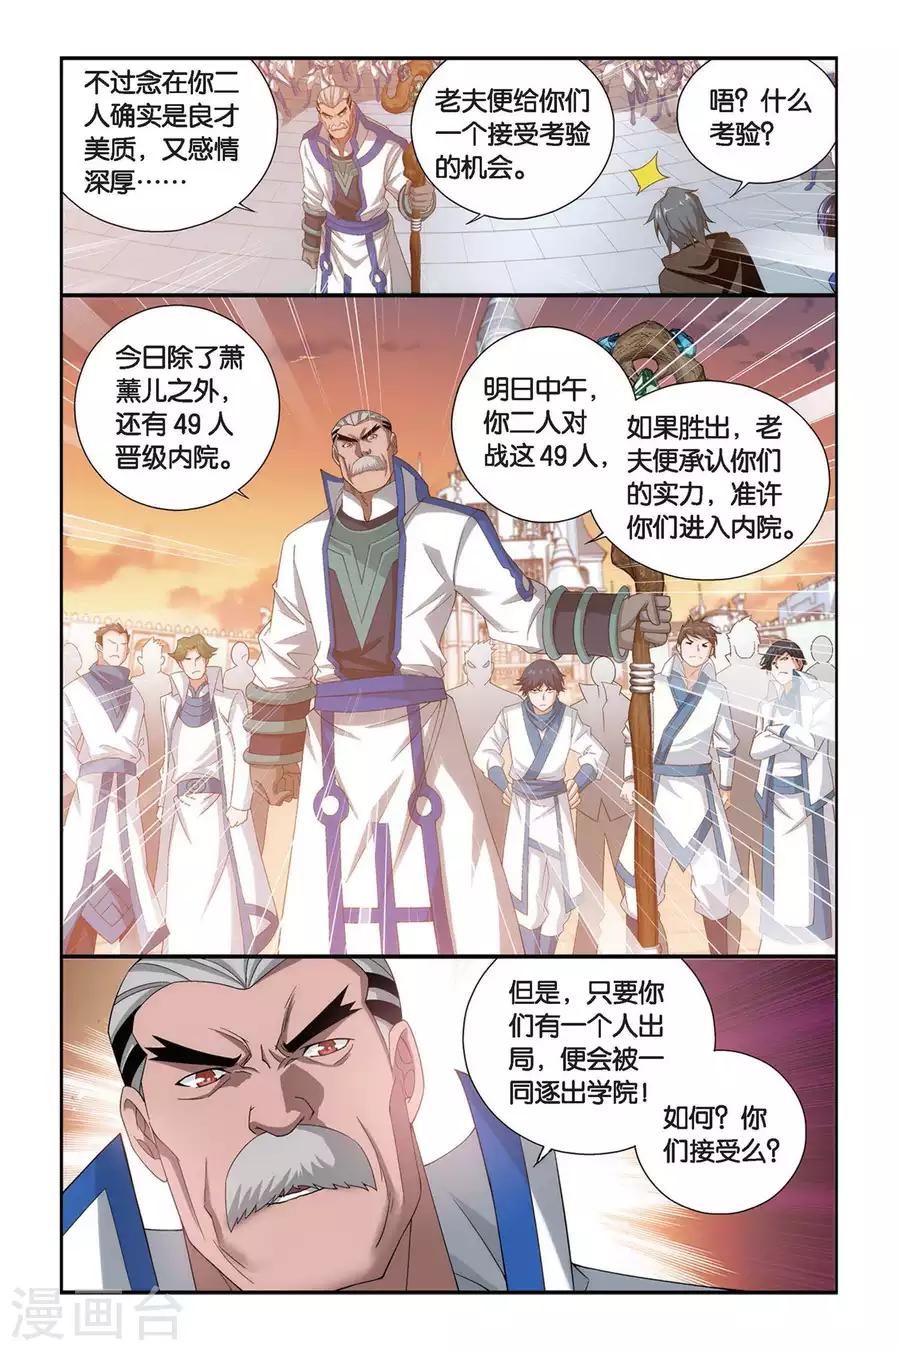 不过念在你二
人确实是良才
美质，又感情
深厚……
老夫便给你们
一个接受考验
的机会。
唔？什么
考验？
今日除了萧
薰儿之外，
还有49人
晋级内院。
明日中午，
你二人对
战这49人，
如果胜出，老
夫便承认你们
的实力，准许
你们进入内院。
但是，只要你
们有一个人出
局，便会被一
同逐出学院！
如何？你
们接受么？
漫画台